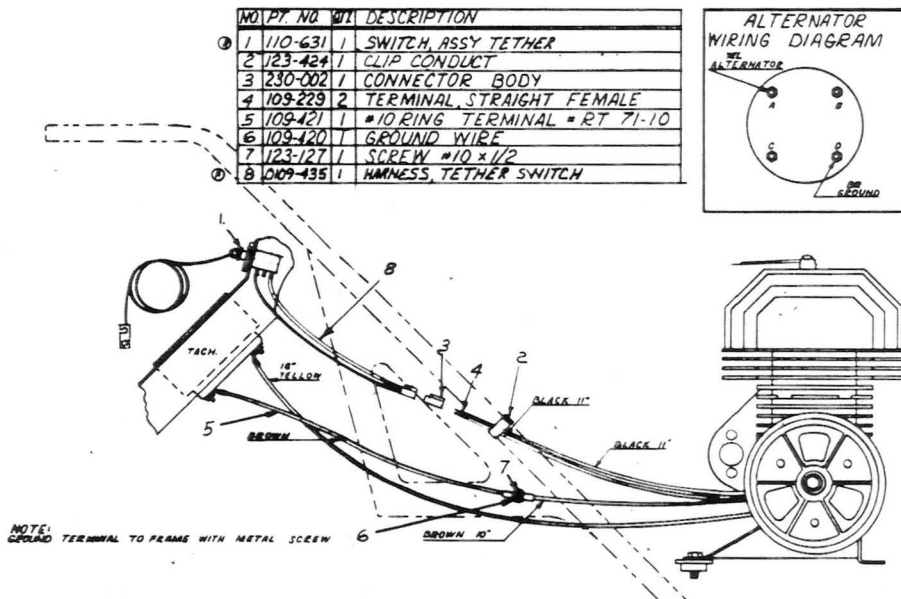 NO PT. NO. QTY. DESCRIPTION
1 110-631 1 SWITCH, ASSY TETHER
2 123-424 1 CLIP CONDUCT
3 230-002 1 CONNECTOR BODY
4 109-229 2 TERMINAL, STRAIGHT FEMALE
5 109-421 1 #10 RING TERMINAL # RT 71-10
6 109-420 1 GROUND WIRE
7 123-127 1 SCREW #10 x 1/2
8 0109-435 1 HARNESS, TETHER SWITCH
ALTERNATOR
WIRING DIAGRAM
YEL
ALTERNATOR
A
B
C
D
BR
GROUND
1.
8
TACH.
18"
YELLOW
3
4
2
BLACK 11"
BLACK 11"
5
BROWN
7
6
BROWN 10"
NOTE:
GROUND TERMINAL TO FRAME WITH METAL SCREW